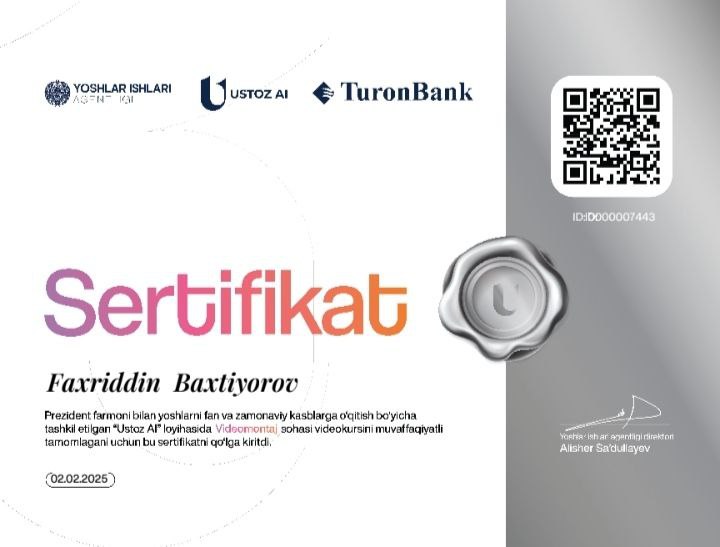 YOSHLAR ISHLARI
AGENTLIGI
USTOZ AI
TuronBank
ID:ID000007443
Sertifikat
Faxriddin Baxtiyorov
Prezident farmoni bilan yoshlarni fan va zamonaviy kasblarga o'qitish bo'yicha
tashkil etilgan "Ustoz AI" loyihasida Videomontaj sohasi videokursini muvaffaqiyatli
tamomlagani uchun bu sertifikatni qo'lga kiritdi.
02.02.2025
Yoshlar ishlari agentligi direktori
Alisher Sa'dullayev